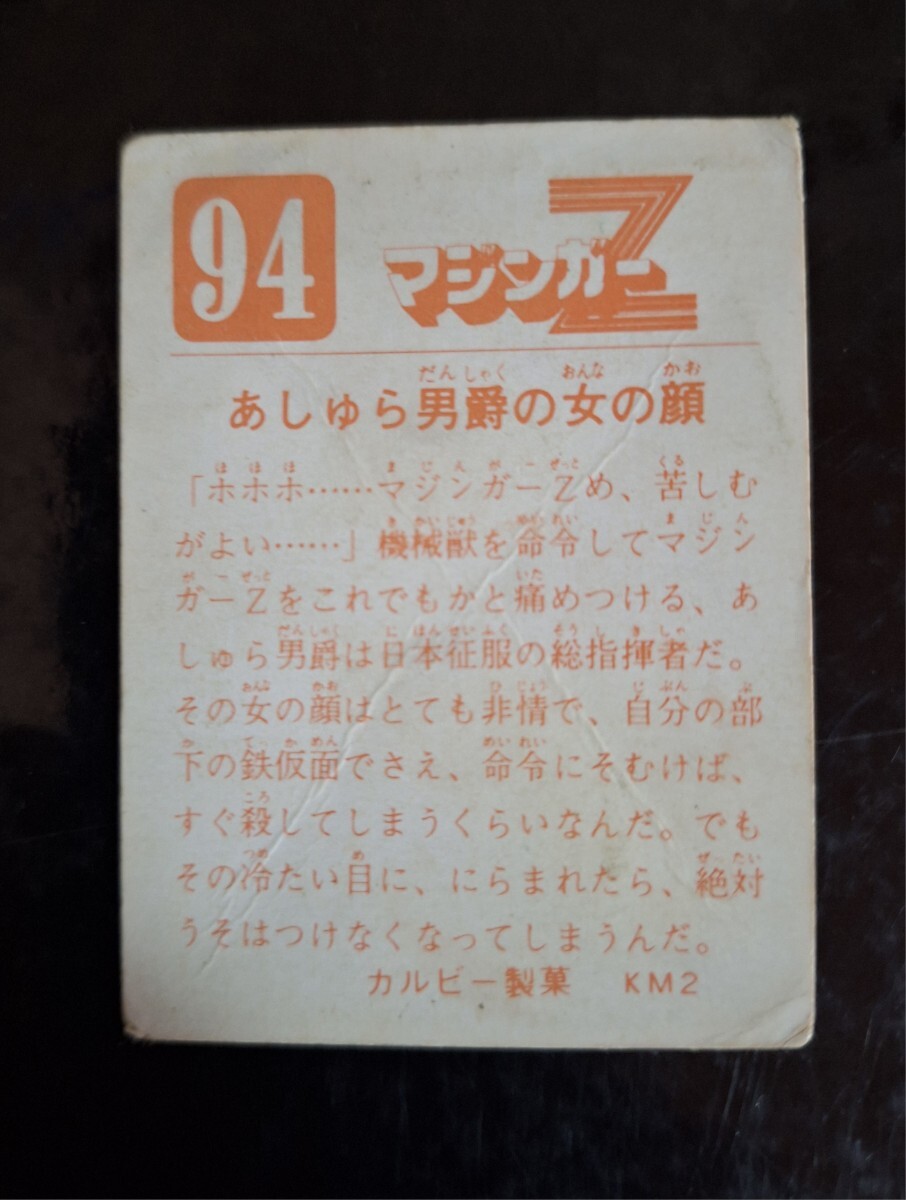 94
マジンガーZ
あしゅら男爵の女の顔
「ホホホ……マジンガーZめ、苦しむ
がよい……」機械獣を命令してマジン
ガーZをこれでもかと痛めつける、あ
しゅら男爵は日本征服の総指揮者だ。
その女の顔はとても非情で、自分の部
下の鉄仮面でさえ、命令にそむけば、
すぐ殺してしまうくらいなんだ。でも
その冷たい目に、にらまれたら、絶対
うそはつけなくなってしまうんだ。
カルビー製菓 KM2